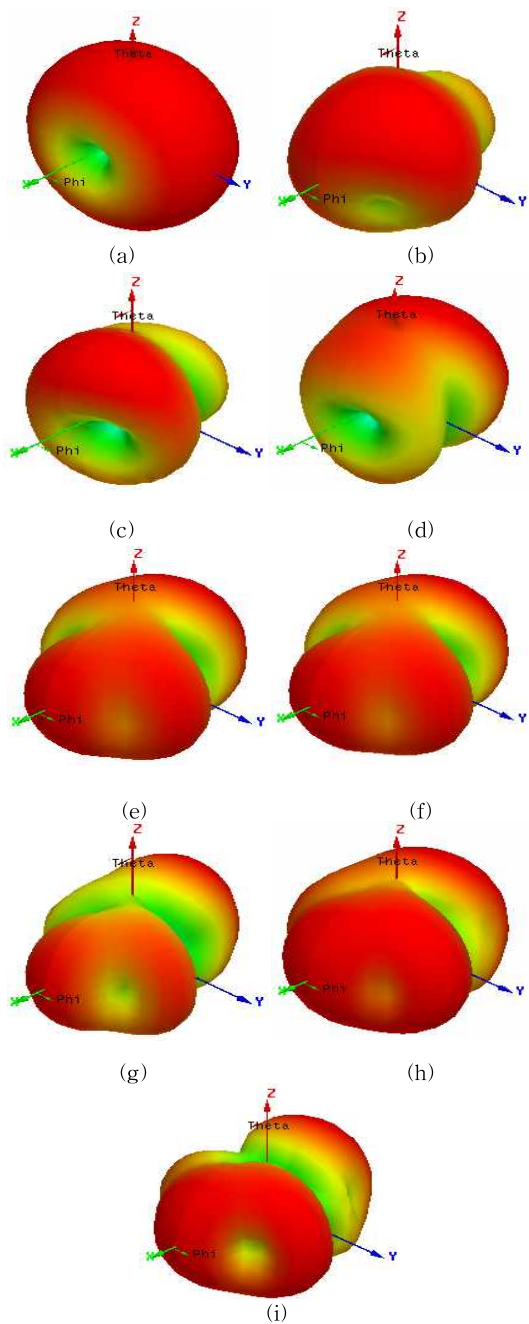 Z
Theta
X
Phi
Y
(a)
Z
Theta
X
Phi
Y
(b)
Z
Theta
X
Phi
Y
(c)
Z
Theta
X
Phi
Y
(d)
Z
Theta
X
Phi
Y
(e)
Z
Theta
X
Phi
Y
(f)
Z
Theta
X
Phi
Y
(g)
Z
Theta
X
Phi
Y
(h)
Z
Theta
X
Phi
Y
(i)